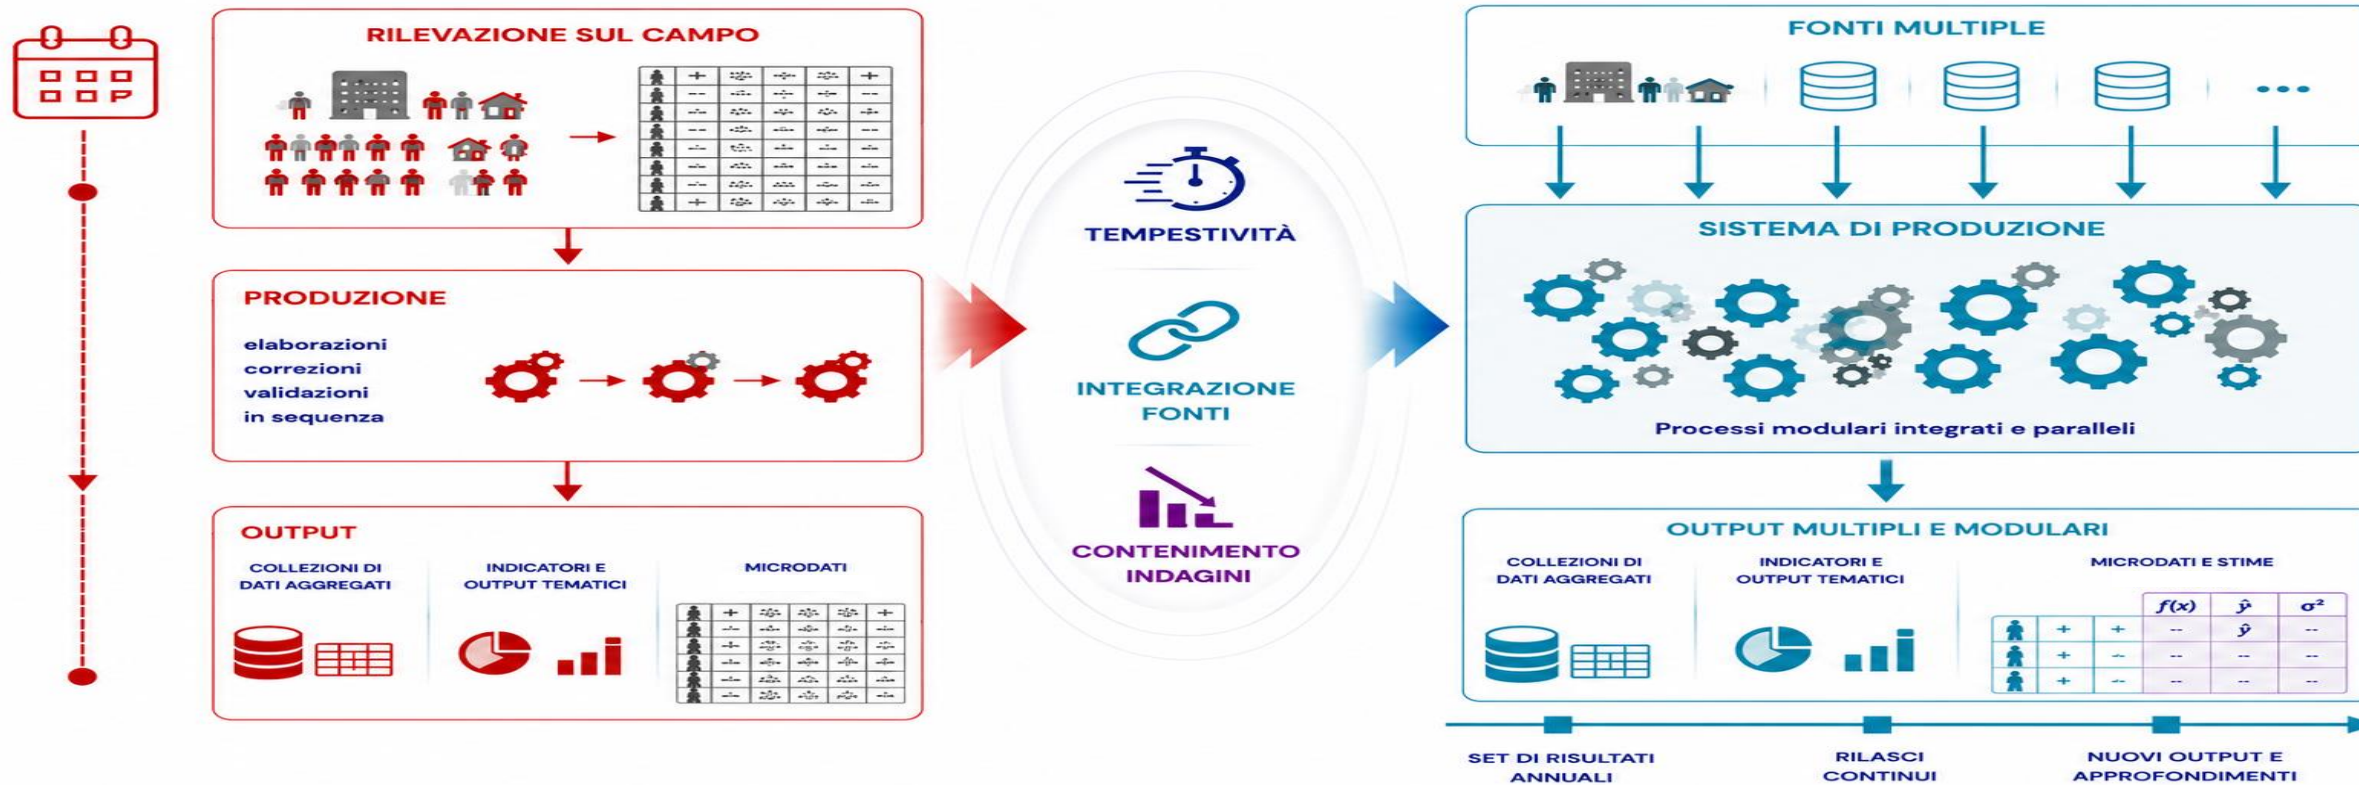 RILEVAZIONE SUL CAMPO
PRODUZIONE
elaborazioni
correzioni
validazioni
in sequenza
OUTPUT
COLLEZIONI DI
DATI AGGREGATI
INDICATORI E
OUTPUT TEMATICI
MICRODATI
TEMPESTIVITÀ
INTEGRAZIONE
FONTI
CONTENIMENTO
INDAGINI
FONTI MULTIPLE
SISTEMA DI PRODUZIONE
Processi modulari integrati e paralleli
OUTPUT MULTIPLI E MODULARI
COLLEZIONI DI
DATI AGGREGATI
INDICATORI E
OUTPUT TEMATICI
MICRODATI E STIME
f(x) ŷ σ²
ŷ
SET DI RISULTATI
ANNUALI
RILASCI
CONTINUI
NUOVI OUTPUT E
APPROFONDIMENTI